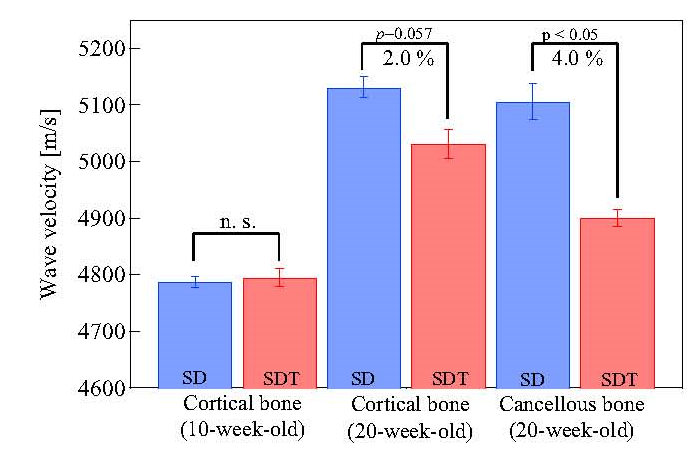 Wave velocity [m/s]
5200
5100
5000
4900
4800
4700
4600
n. s.
p=0.057
2.0 %
p < 0.05
4.0 %
SD SDT SD SDT SD SDT
Cortical bone Cortical bone Cancellous bone
(10-week-old) (20-week-old) (20-week-old)